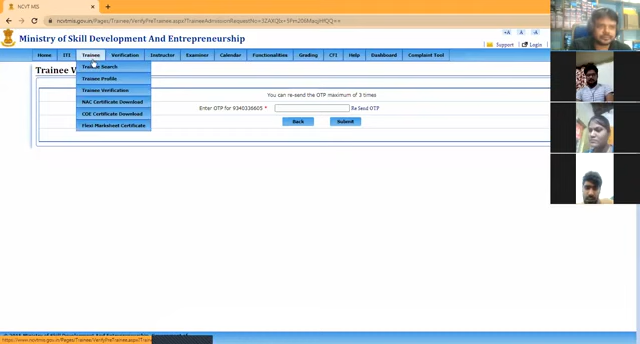 NCVT MIS
ncvtmis.gov.in/Pages/Trainee/VerifyPreTrainee.aspx?TraineeAdmissionRequestNo=
Ministry of Skill Development And Entrepreneurship
+A A -A
Support Login
Home ITI Trainee Verification Instructor Examiner Calendar Functionalities Grading CTI Help Dashboard Complaint Tool
Trainee V
Trainee Search
Trainee Profile
Trainee Verification
NAC Certificate Download
COE Certificate Download
Flexi Marksheet Certificate
You can re-send the OTP maximum of 3 times
Enter OTP for 9340336605 * Re Send OTP
Back Submit
https://www.ncvtmis.gov.in/Pages/Trainee/VerifyPreTrainee.aspx?Train